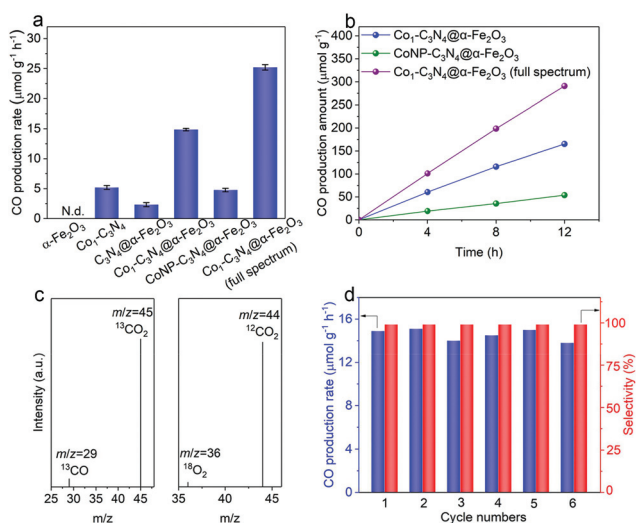 a
CO production rate (μmol g⁻¹ h⁻¹)
30
25
20
15
10
5
0
N.d.
α-Fe₂O₃
Co₁-C₃N₄
C₃N₄@α-Fe₂O₃
Co₁-C₃N₄@α-Fe₂O₃
CoNP-C₃N₄@α-Fe₂O₃
Co₁-C₃N₄@α-Fe₂O₃
(full spectrum)
b
CO production amount (μmol g⁻¹)
400
350
300
250
200
150
100
50
0
Co₁-C₃N₄@α-Fe₂O₃
CoNP-C₃N₄@α-Fe₂O₃
Co₁-C₃N₄@α-Fe₂O₃ (full spectrum)
0 4 8 12
Time (h)
c
Intensity (a.u.)
m/z=45
¹³CO₂
m/z=29
¹³CO
25 30 35 40 45
m/z
m/z=44
¹²CO₂
m/z=36
¹⁸O₂
35 40 45
m/z
d
CO production rate (μmol g⁻¹ h⁻¹)
16
12
8
4
0
100
75
50
25
0
Selectivity (%)
1 2 3 4 5 6
Cycle numbers